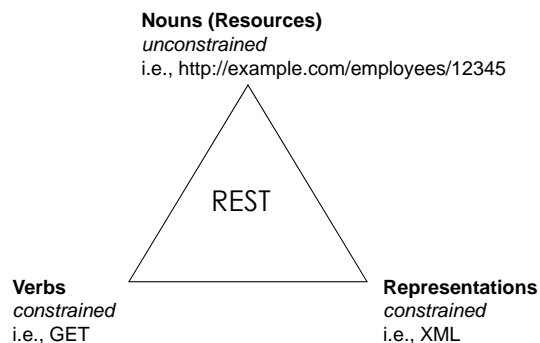 Nouns (Resources)
unconstrained
i.e., http://example.com/employees/12345
REST
Verbs
constrained
i.e., GET
Representations
constrained
i.e., XML